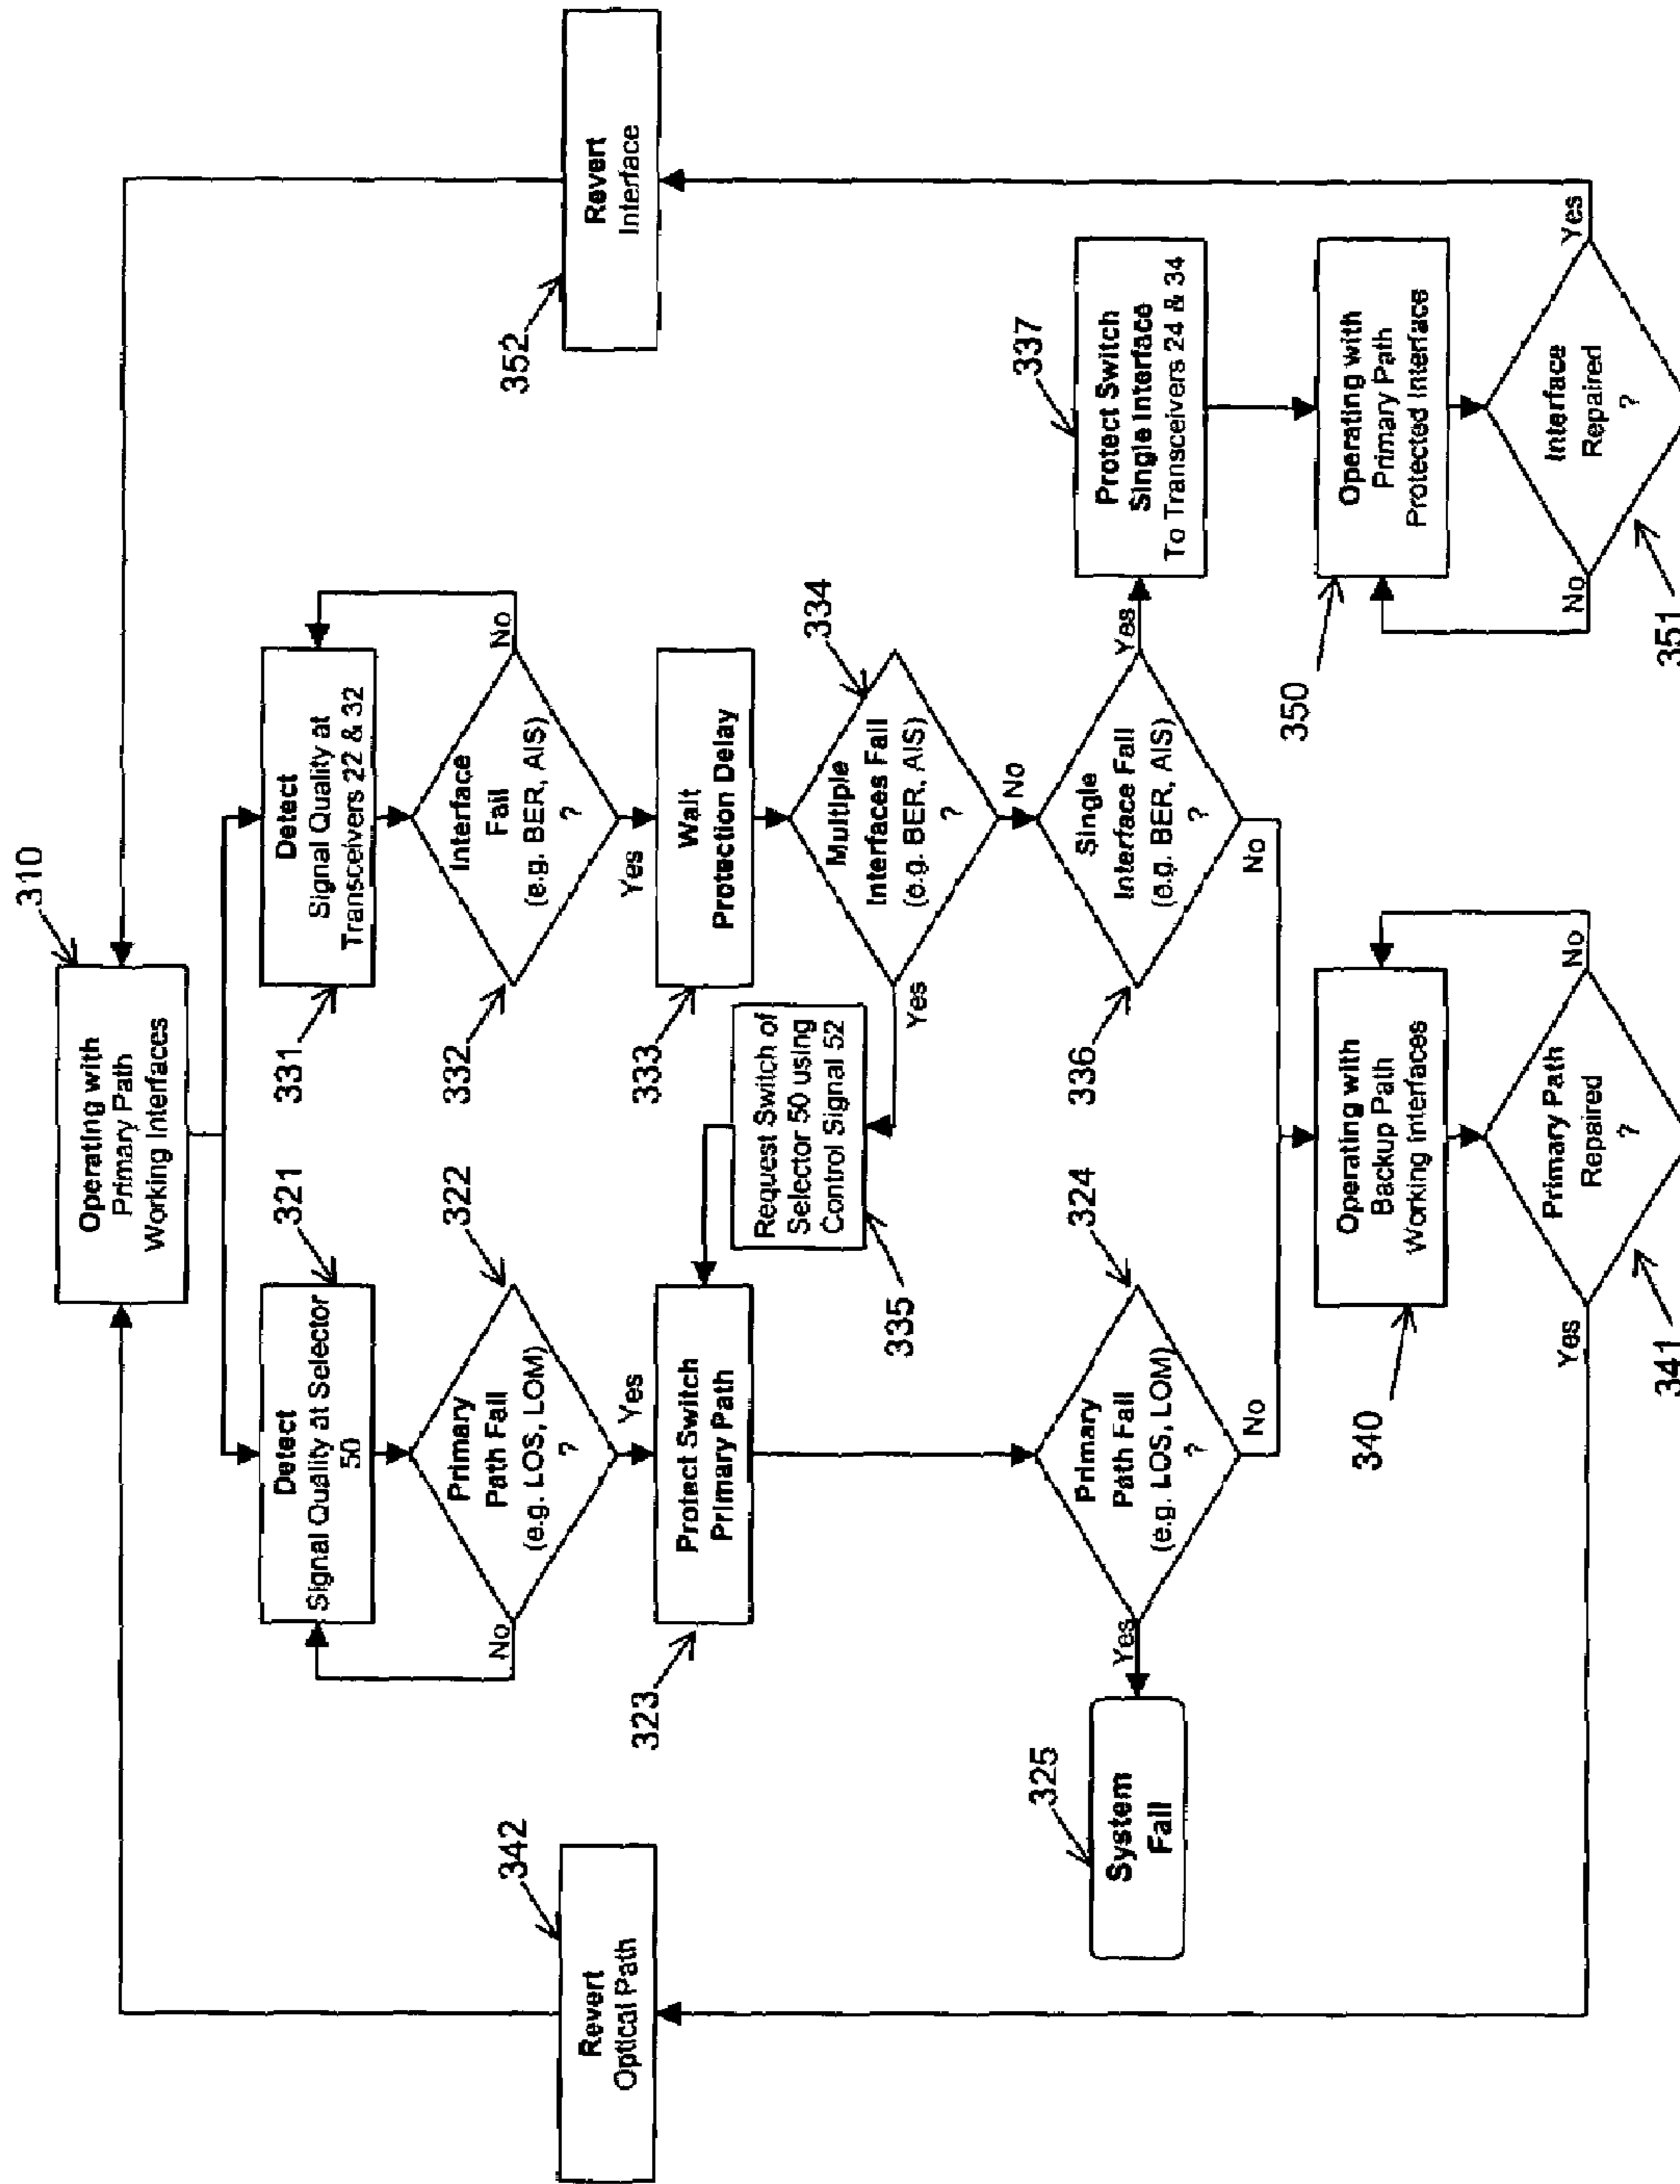 310
Operating with
Primary Path
Working Interfaces
321
Detect
Signal Quality at Selector
50
331
Detect
Signal Quality at
Transceivers 22 & 32
322
Primary
Path Fail
(e.g. LOS, LOM)
?
No
Yes
332
Interface
Fail
(e.g. BER, AIS)
?
No
Yes
342
Revert
Optical Path
352
Revert
Interface
323
Protect Switch
Primary Path
333
Wait
Protection Delay
335
Request Switch of
Selector 50 using
Control Signal 52
334
Multiple
Interfaces Fail
(e.g. BER, AIS)
?
Yes
No
325
System
Fail
324
Primary
Path Fail
(e.g. LOS, LOM)
?
Yes
No
336
Single
Interface Fail
(e.g. BER, AIS)
?
Yes
No
337
Protect Switch
Single Interface
To Transceivers 24 & 34
340
Operating with
Backup Path
Working Interfaces
350
Operating with
Primary Path
Protected Interface
341
Primary Path
Repaired
?
Yes
No
351
Interface
Repaired
?
No
Yes